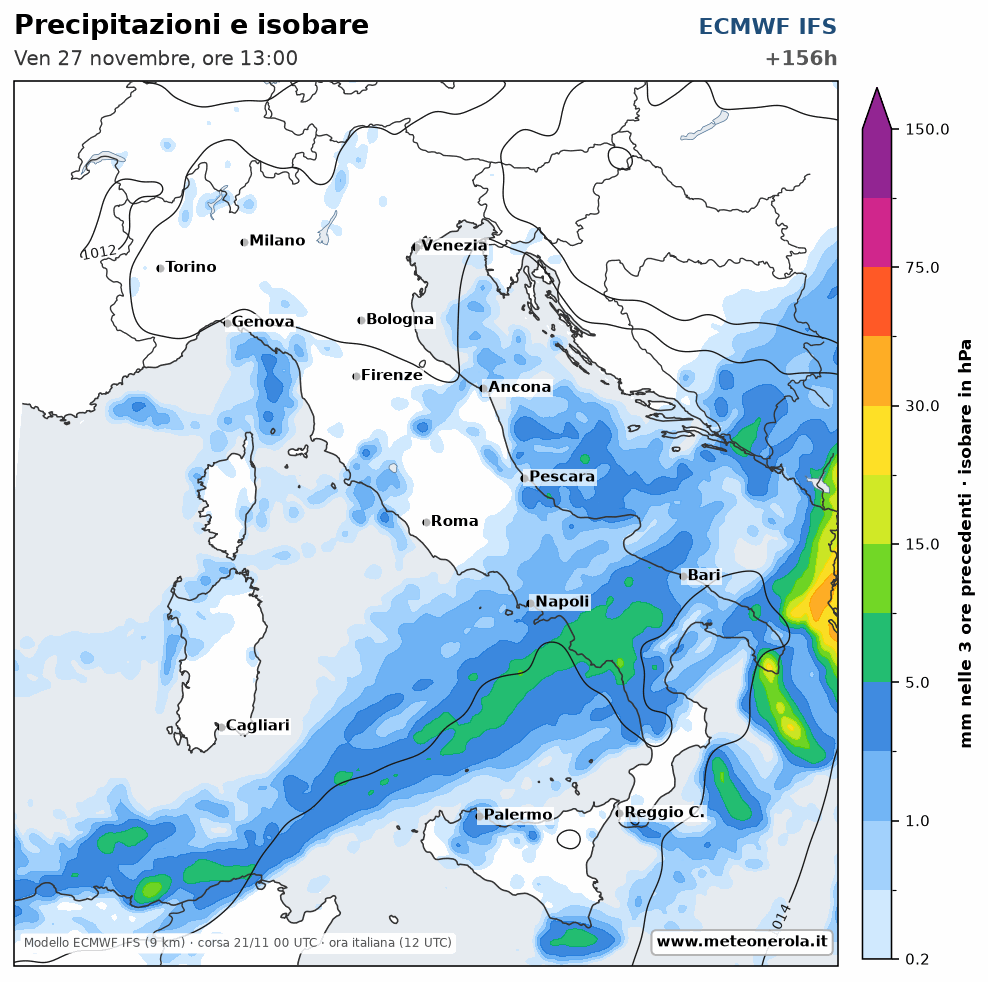 Precipitazioni e isobare
ECMWF IFS
Ven 27 novembre, ore 13:00
+156h
150.0
75.0
30.0
15.0
5.0
1.0
0.2
mm nelle 3 ore precedenti · isobare in hPa
1012
Milano
Venezia
Torino
Genova
Bologna
Firenze
Ancona
Pescara
Roma
Bari
Napoli
Cagliari
Palermo
Reggio C.
014
Modello ECMWF IFS (9 km) · corsa 21/11 00 UTC · ora italiana (12 UTC)
www.meteonerola.it